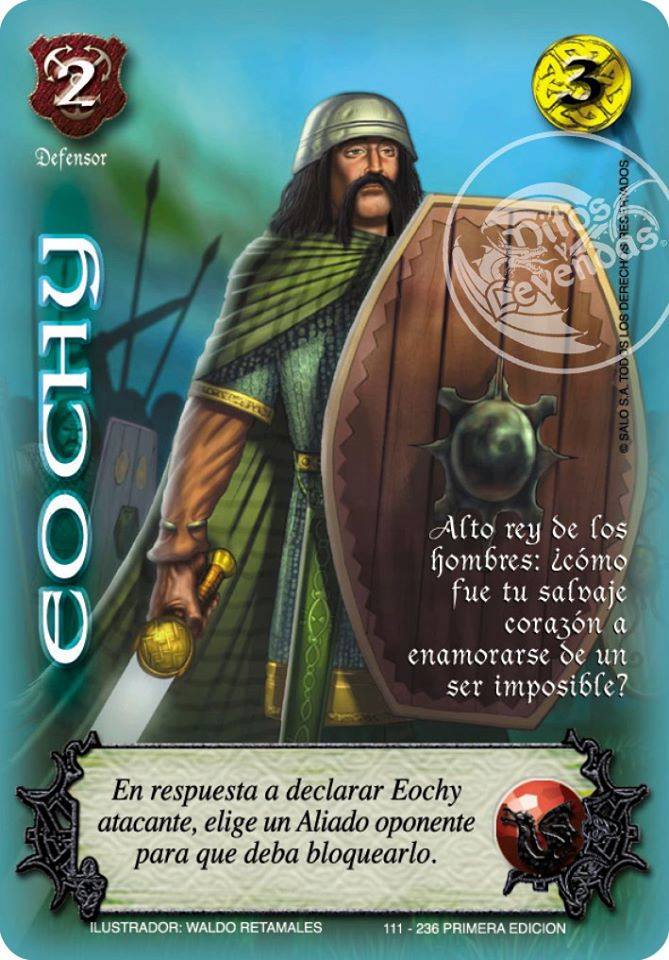 2
3
Defensor
EOCHY
Mitos
y
Leyendas
© SALO S.A. TODOS LOS DERECHOS RESERVADOS
Alto rey de los
hombres: ¿cómo
fue tu salvaje
corazón a
enamorarse de un
ser imposible?
En respuesta a declarar Eochy
atacante, elige un Aliado oponente
para que deba bloquearlo.
ILUSTRADOR: WALDO RETAMALES
111 - 236 PRIMERA EDICION